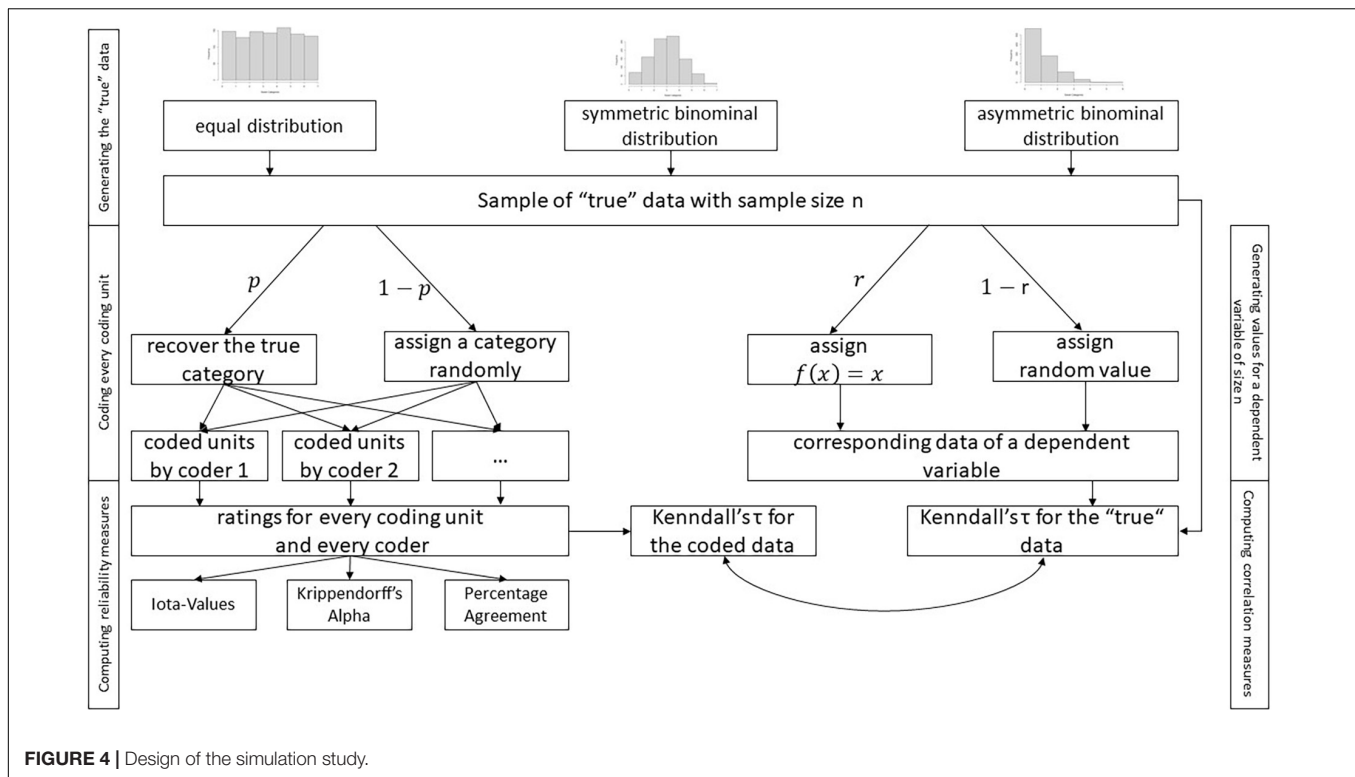 Generating the "true" data
equal distribution
symmetric binominal
distribution
asymmetric binominal
distribution
Sample of "true" data with sample size n
Coding every coding unit
p
1 − p
r
1 − r
Generating values for a dependent
variable of size n
recover the true
category
assign a category
randomly
assign
f(x) = x
assign
random value
coded units
by coder 1
coded units
by coder 2
...
corresponding data of a dependent
variable
Computing reliability measures
ratings for every coding unit
and every coder
Kenndall's τ for
the coded data
Kenndall's τ for the "true"
data
Computing correlation measures
Iota-Values
Krippendorff's
Alpha
Percentage
Agreement
FIGURE 4 | Design of the simulation study.